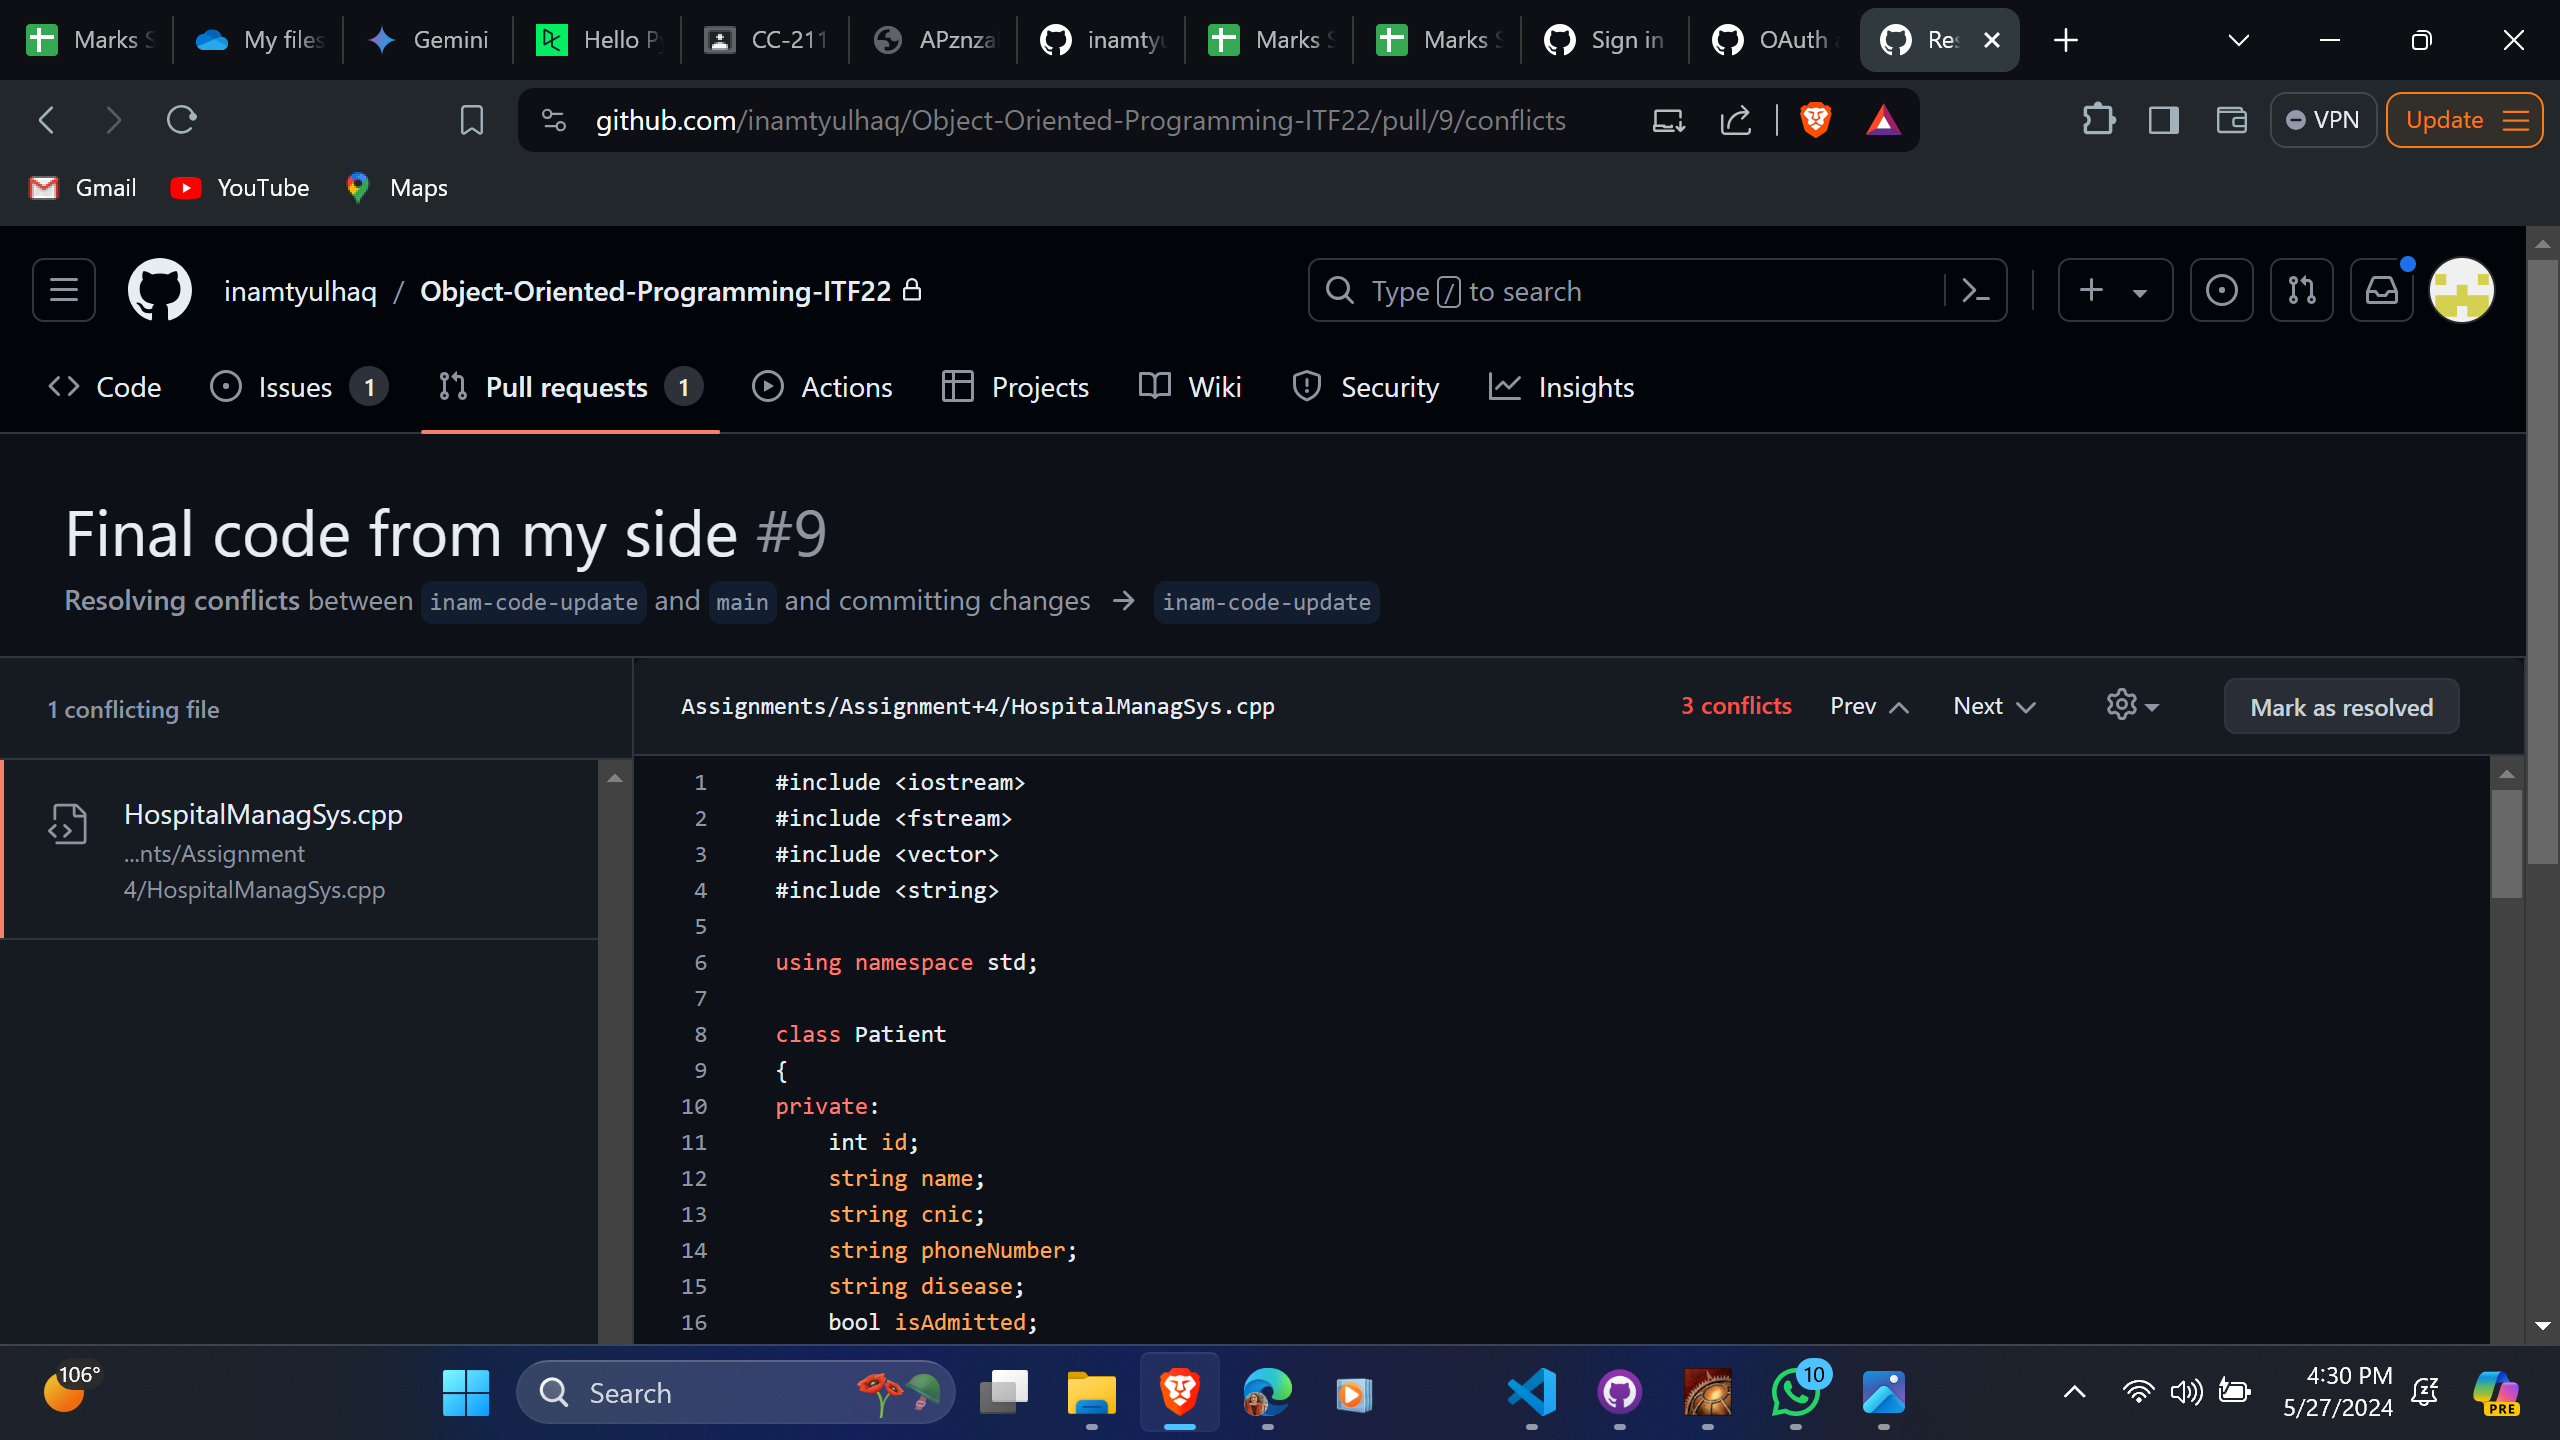 Marks S
My files
Gemini
Hello Py
CC-211
APznza
inamtyu
Marks S
Marks S
Sign in
OAuth a
Res
github.com/inamtyulhaq/Object-Oriented-Programming-ITF22/pull/9/conflicts
VPN
Update
Gmail
YouTube
Maps
inamtyulhaq / Object-Oriented-Programming-ITF22
Type / to search
Code
Issues 1
Pull requests 1
Actions
Projects
Wiki
Security
Insights
Final code from my side #9
Resolving conflicts between inam-code-update and main and committing changes → inam-code-update
1 conflicting file
Assignments/Assignment+4/HospitalManagSys.cpp
3 conflicts
Prev
Next
Mark as resolved
HospitalManagSys.cpp
...nts/Assignment
4/HospitalManagSys.cpp
1 #include <iostream>
2 #include <fstream>
3 #include <vector>
4 #include <string>
5
6 using namespace std;
7
8 class Patient
9 {
10 private:
11 int id;
12 string name;
13 string cnic;
14 string phoneNumber;
15 string disease;
16 bool isAdmitted;
106°
Search
10
4:30 PM
5/27/2024
PRE